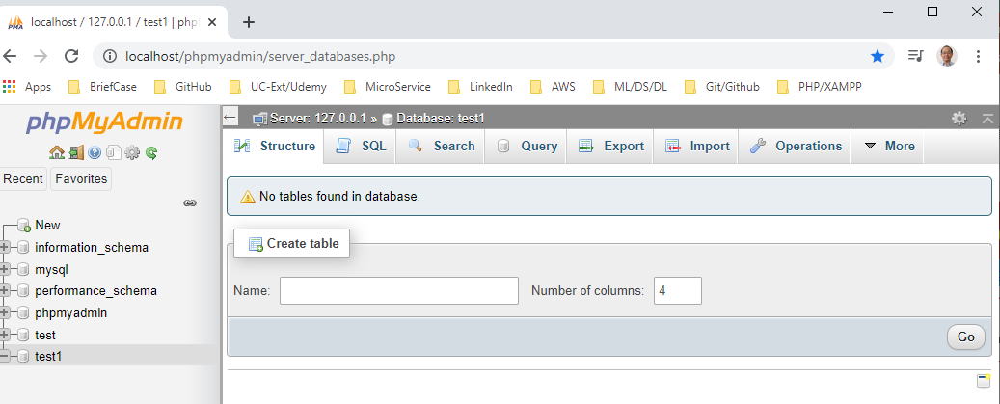 PMA localhost / 127.0.0.1 / test1 | php
localhost/phpmyadmin/server_databases.php
Apps BriefCase GitHub UC-Ext/Udemy MicroService LinkedIn AWS ML/DS/DL Git/Github PHP/XAMPP
phpMyAdmin
Recent Favorites
New
information_schema
mysql
performance_schema
phpmyadmin
test
test1
Server: 127.0.0.1 » Database: test1
Structure SQL Search Query Export Import Operations More
No tables found in database.
Create table
Name: Number of columns: 4
Go